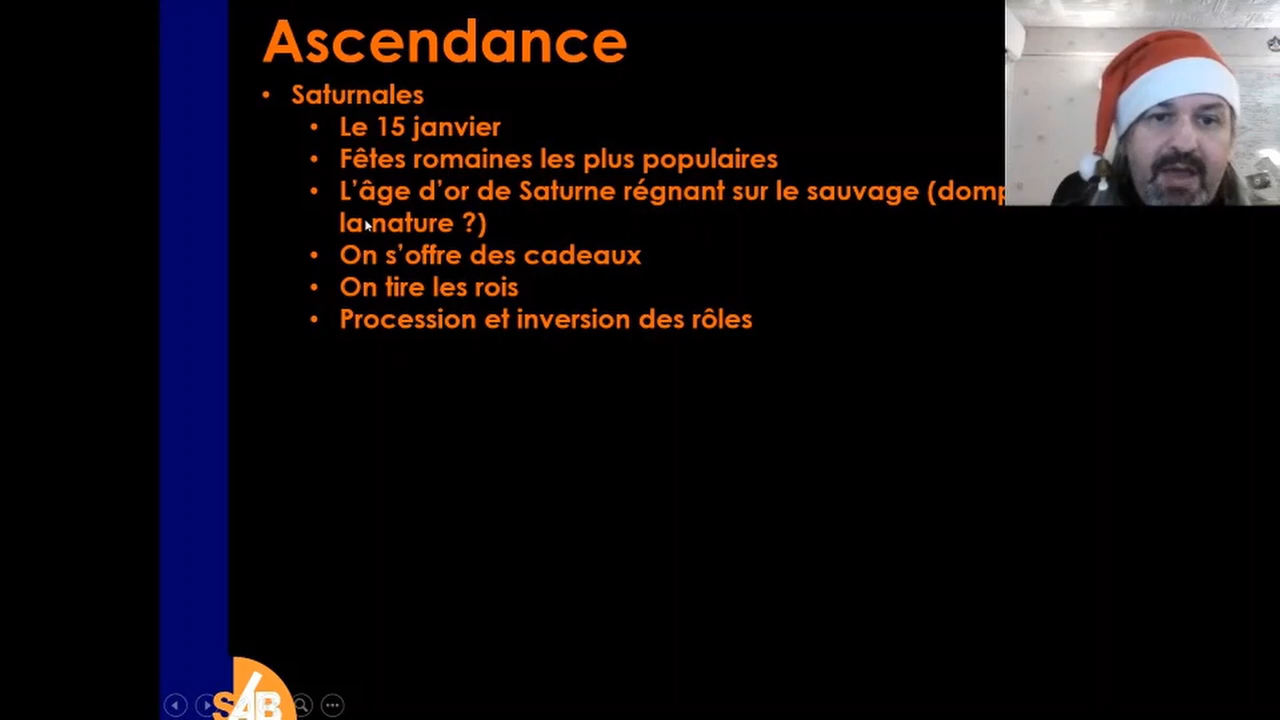 Ascendance
• Saturnales
• Le 15 janvier
• Fêtes romaines les plus populaires
• L’âge d’or de Saturne régnant sur le sauvage
la nature ?)
• On s’offre des cadeaux
• On tire les rois
• Procession et inversion des rôles
SAB